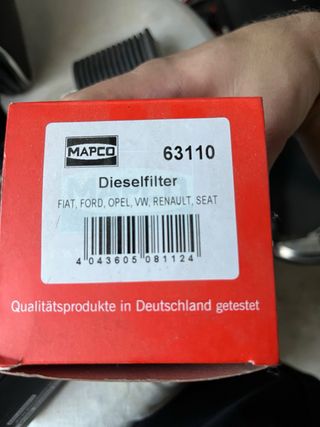 MAPCO
63110
Dieselfilter
FIAT, FORD, OPEL, VW, RENAULT, SEAT
4 043605 081124
Qualitätsprodukte in Deutschland getestet